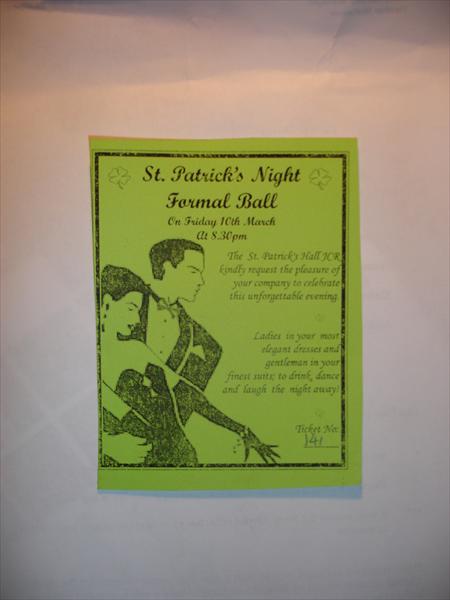 St. Patrick's Night
Formal Ball
On Friday 10th March
At 8.30pm
The St. Patrick's Hall JCR
kindly request the pleasure of
your company to celebrate
this unforgettable evening.
Ladies in your most
elegant dresses and
gentleman in your
finest suits; to drink, dance
and laugh the night away!
Ticket No:
141